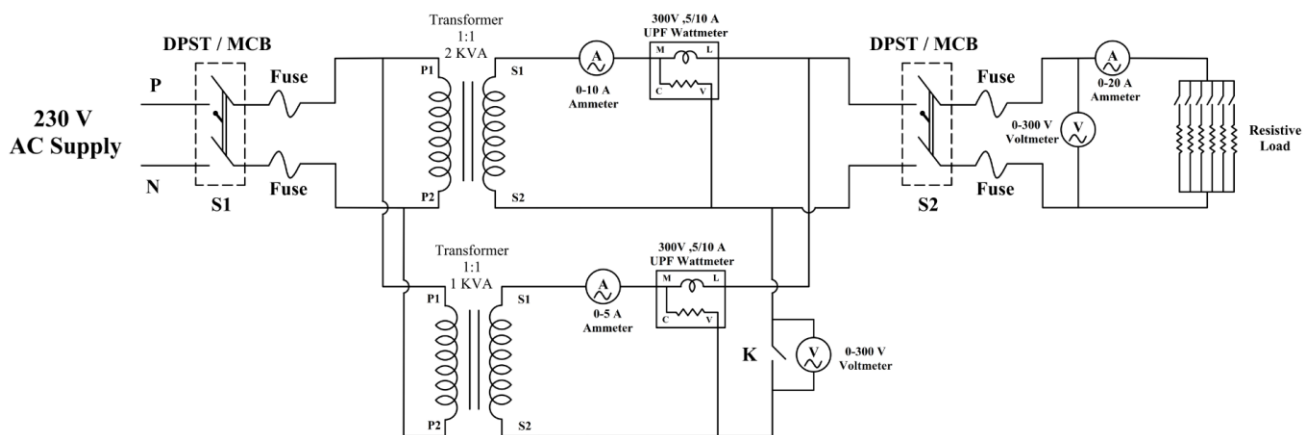 DPST / MCB
P
230 V
AC Supply
N
S1
Fuse
Fuse
Transformer
1:1
2 KVA
P1
P2
S1
S2
A
0-10 A
Ammeter
300V ,5/10 A
UPF Wattmeter
M L
C V
DPST / MCB
S2
Fuse
Fuse
0-300 V
Voltmeter
V
A
0-20 A
Ammeter
Resistive
Load
Transformer
1:1
1 KVA
P1
P2
S1
S2
A
0-5 A
Ammeter
300V ,5/10 A
UPF Wattmeter
M L
C V
K
V
0-300 V
Voltmeter